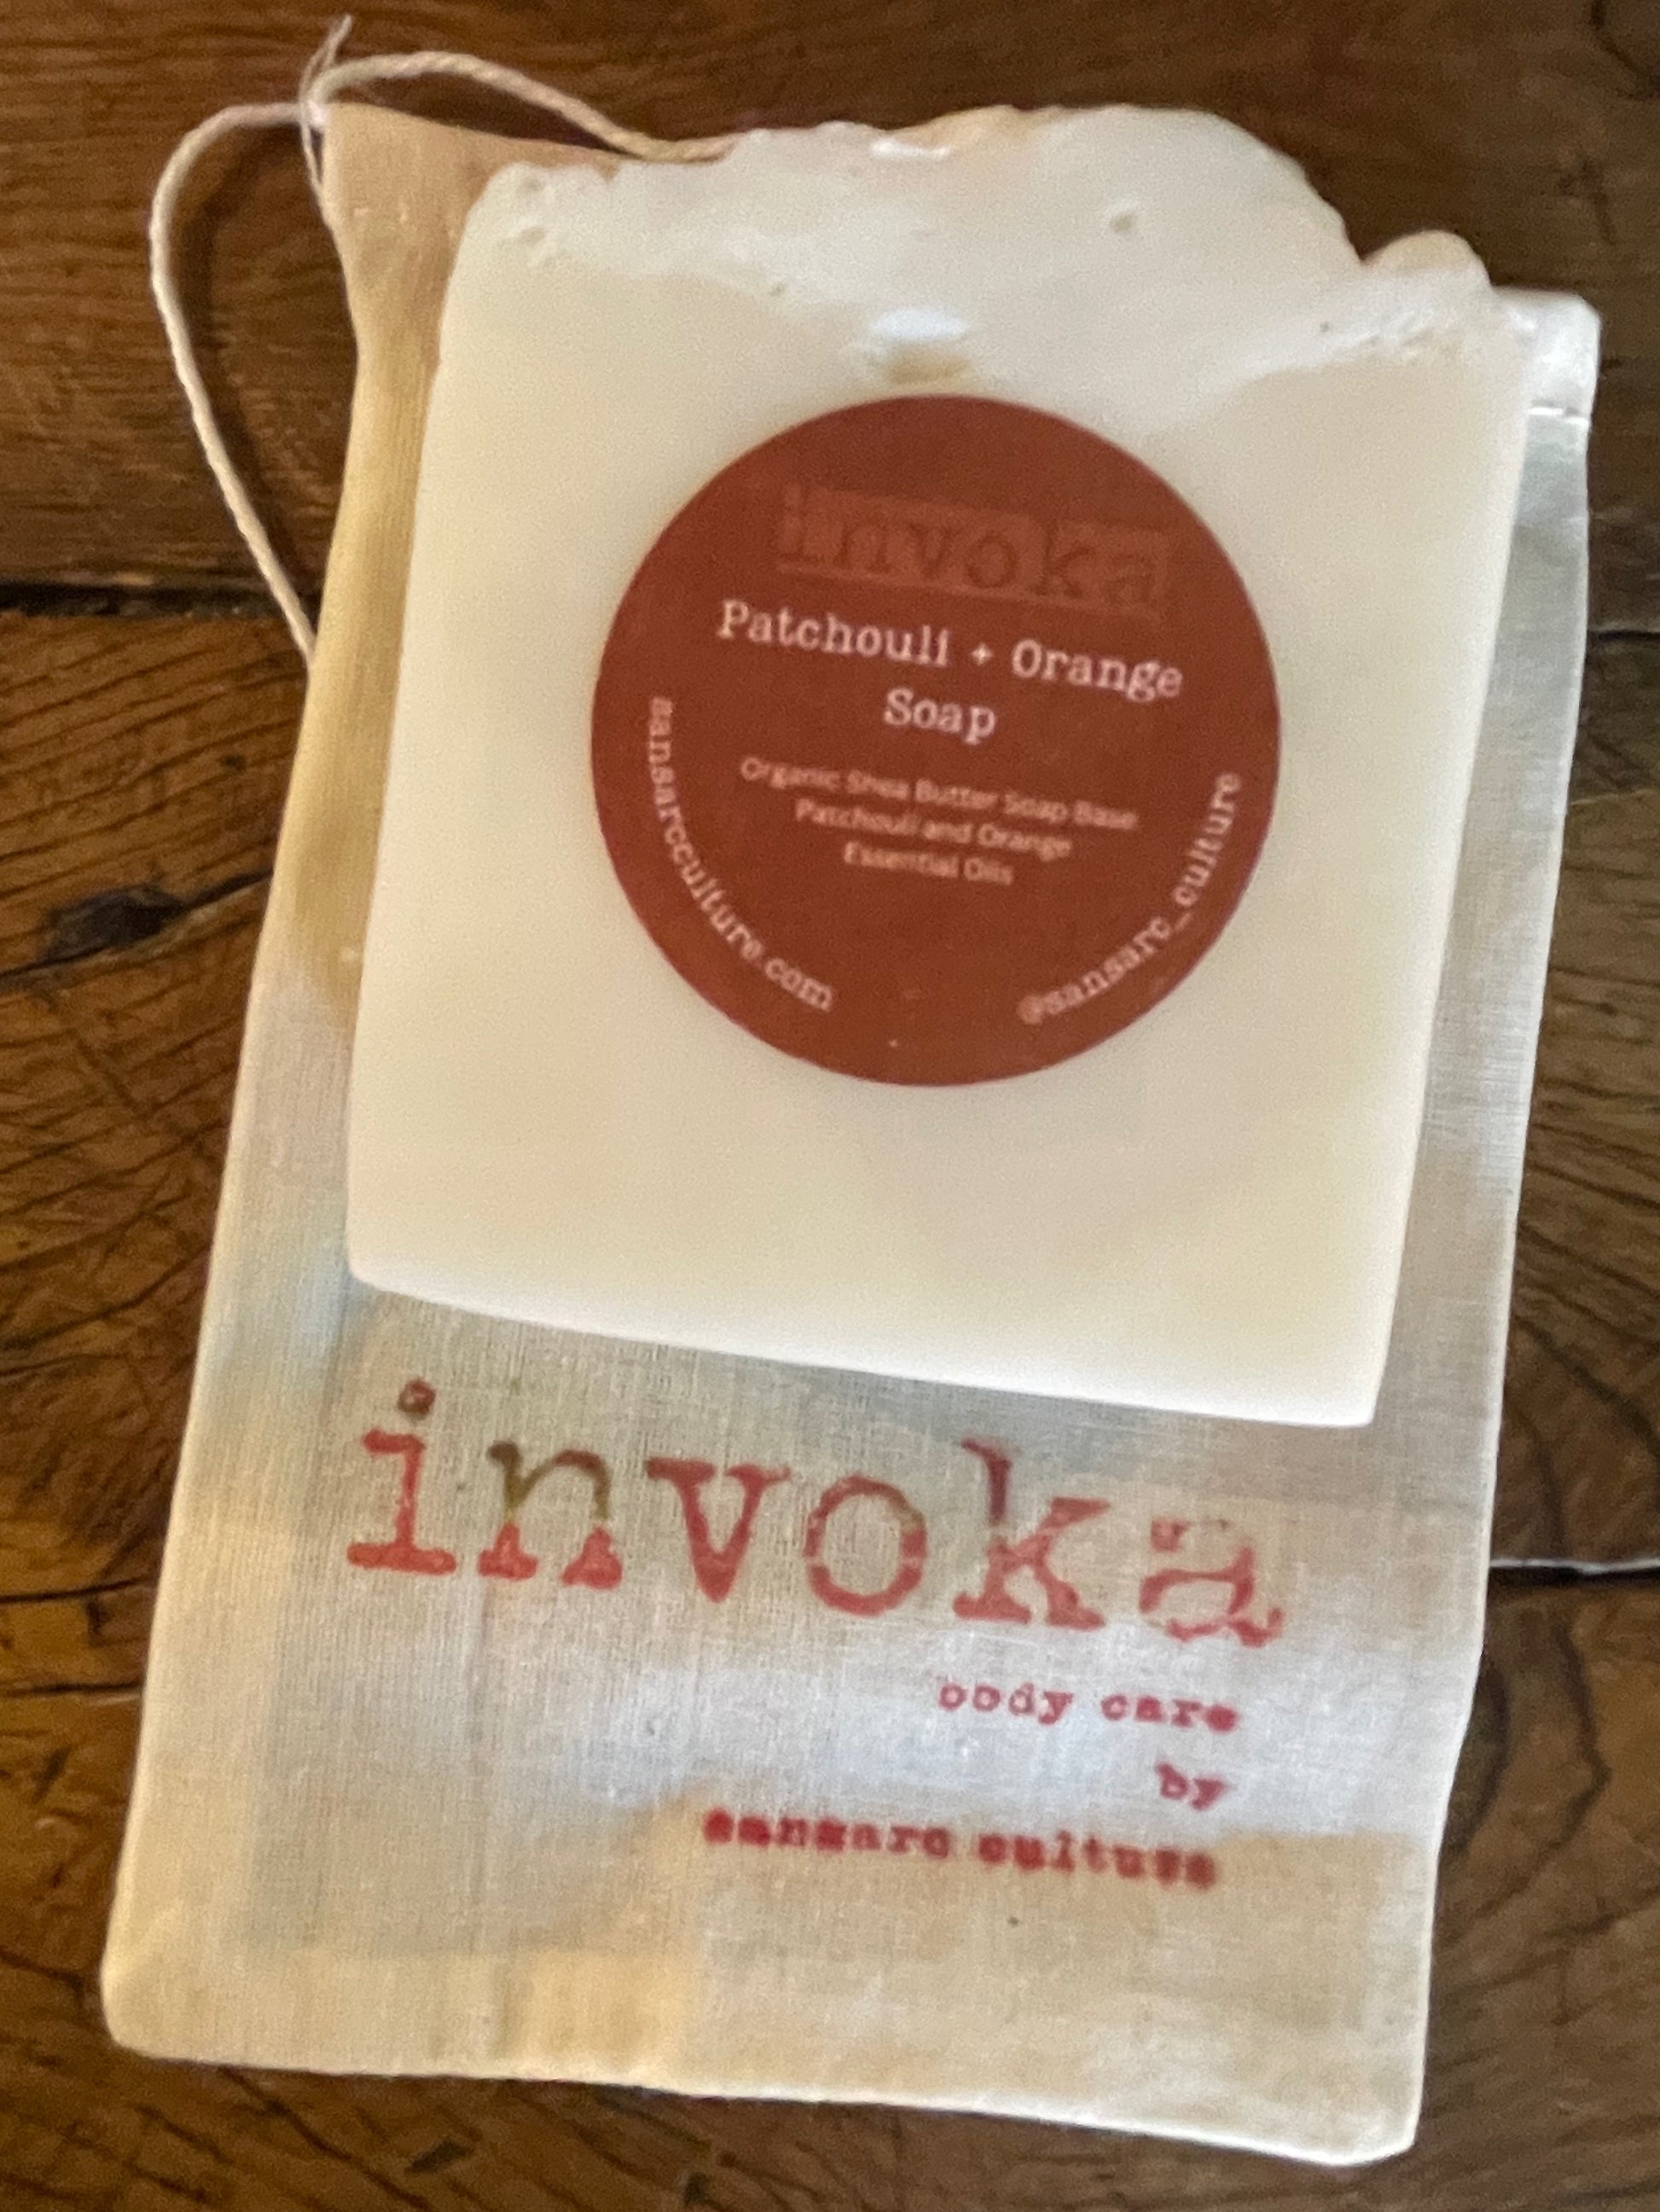 invoka
Patchouli + Orange
Soap
Organic Shea Butter Soap Base
Patchouli and Orange
Essential Oils
sansarcculture.com
@sansarc_culture
invoka
body care
by
sansarc culture